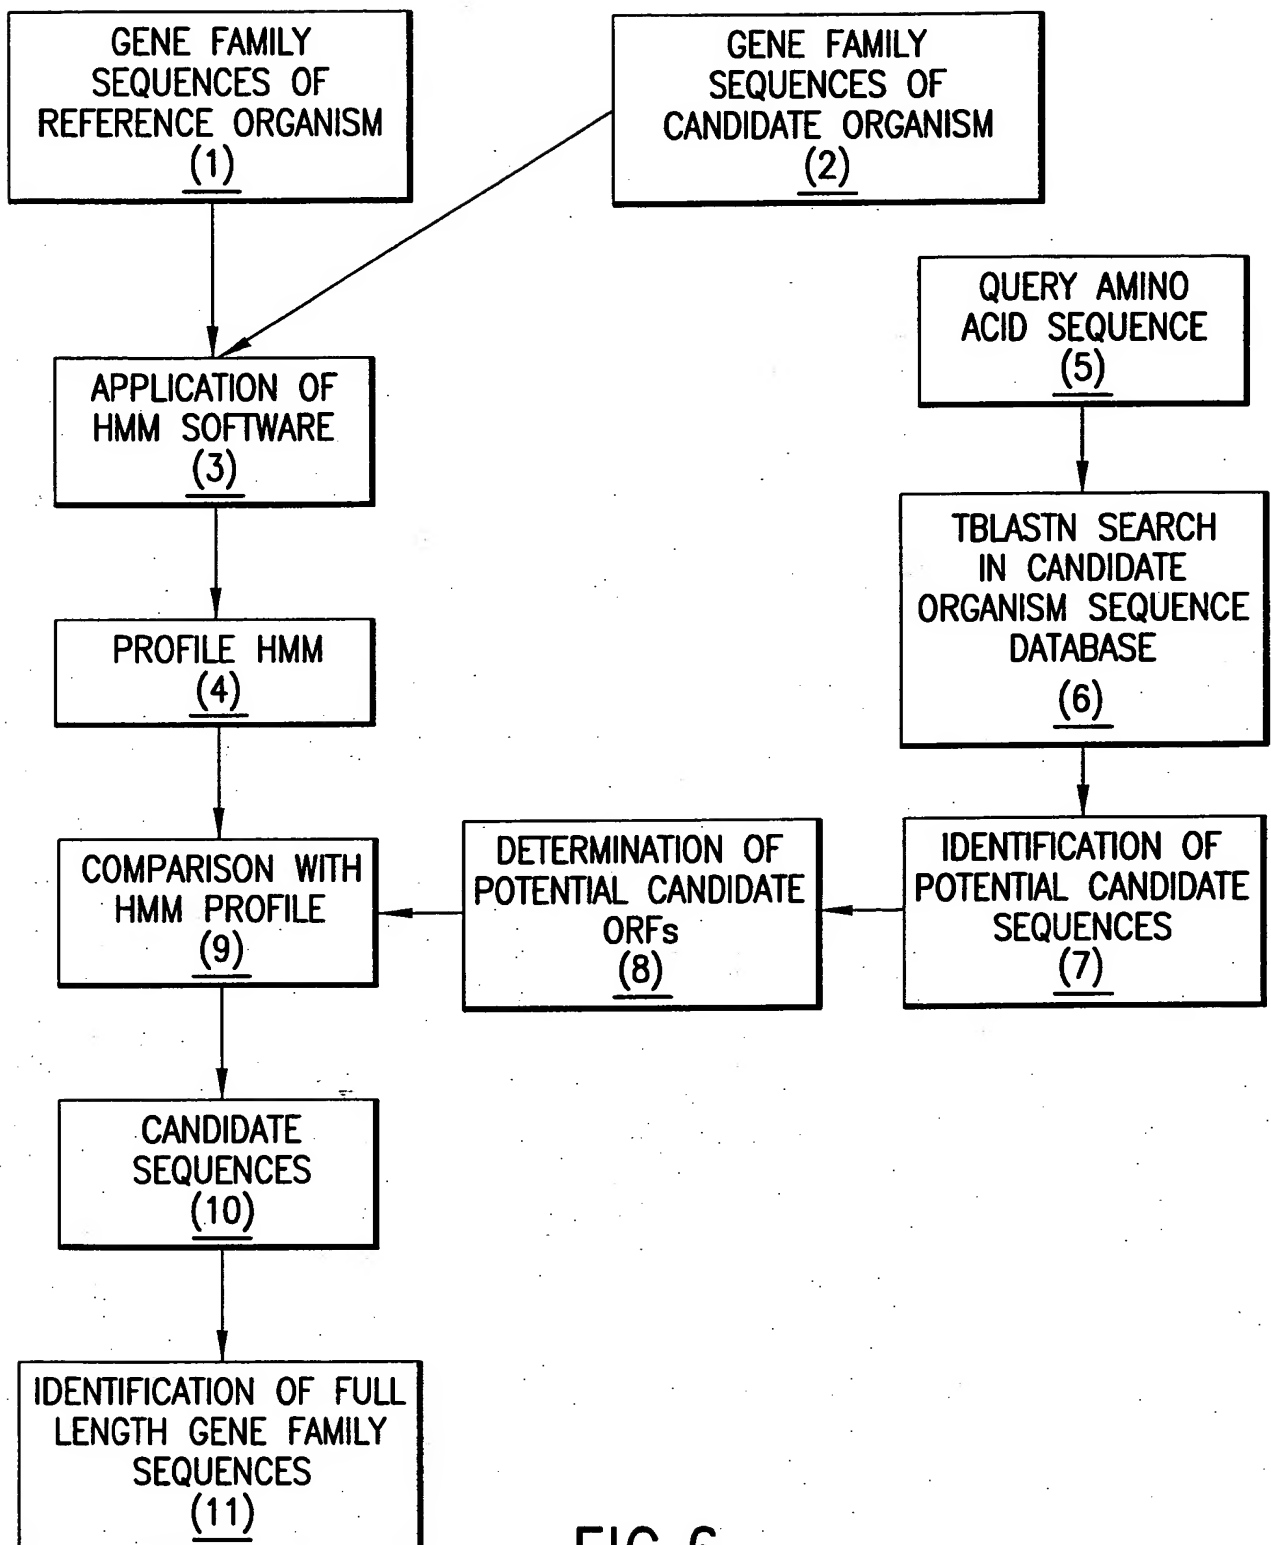 GENE FAMILY
SEQUENCES OF
REFERENCE ORGANISM
(1)
GENE FAMILY
SEQUENCES OF
CANDIDATE ORGANISM
(2)
APPLICATION OF
HMM SOFTWARE
(3)
PROFILE HMM
(4)
QUERY AMINO
ACID SEQUENCE
(5)
TBLASTN SEARCH
IN CANDIDATE
ORGANISM SEQUENCE
DATABASE
(6)
IDENTIFICATION OF
POTENTIAL CANDIDATE
SEQUENCES
(7)
DETERMINATION OF
POTENTIAL CANDIDATE
ORFs
(8)
COMPARISON WITH
HMM PROFILE
(9)
CANDIDATE
SEQUENCES
(10)
IDENTIFICATION OF FULL
LENGTH GENE FAMILY
SEQUENCES
(11)
FIG. 6